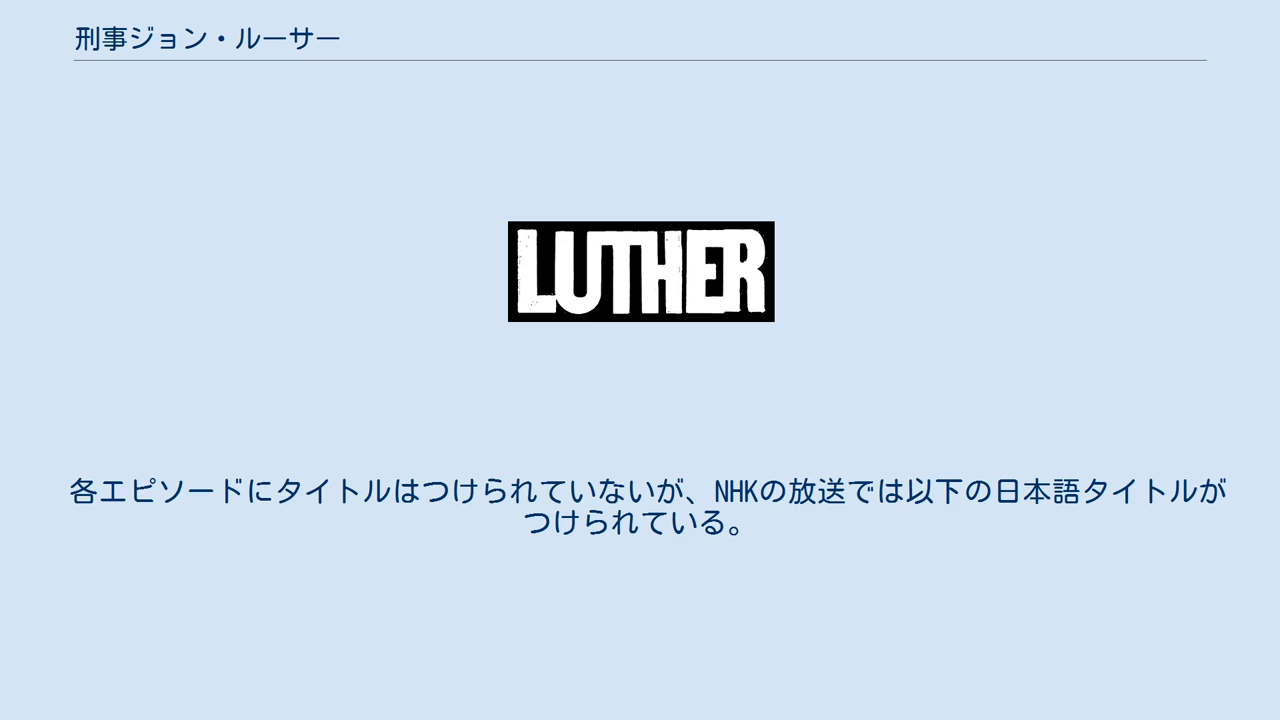 刑事ジョン・ルーサー
LUTHER
各エピソードにタイトルはつけられていないが、NHKの放送では以下の日本語タイトルが
つけられている。